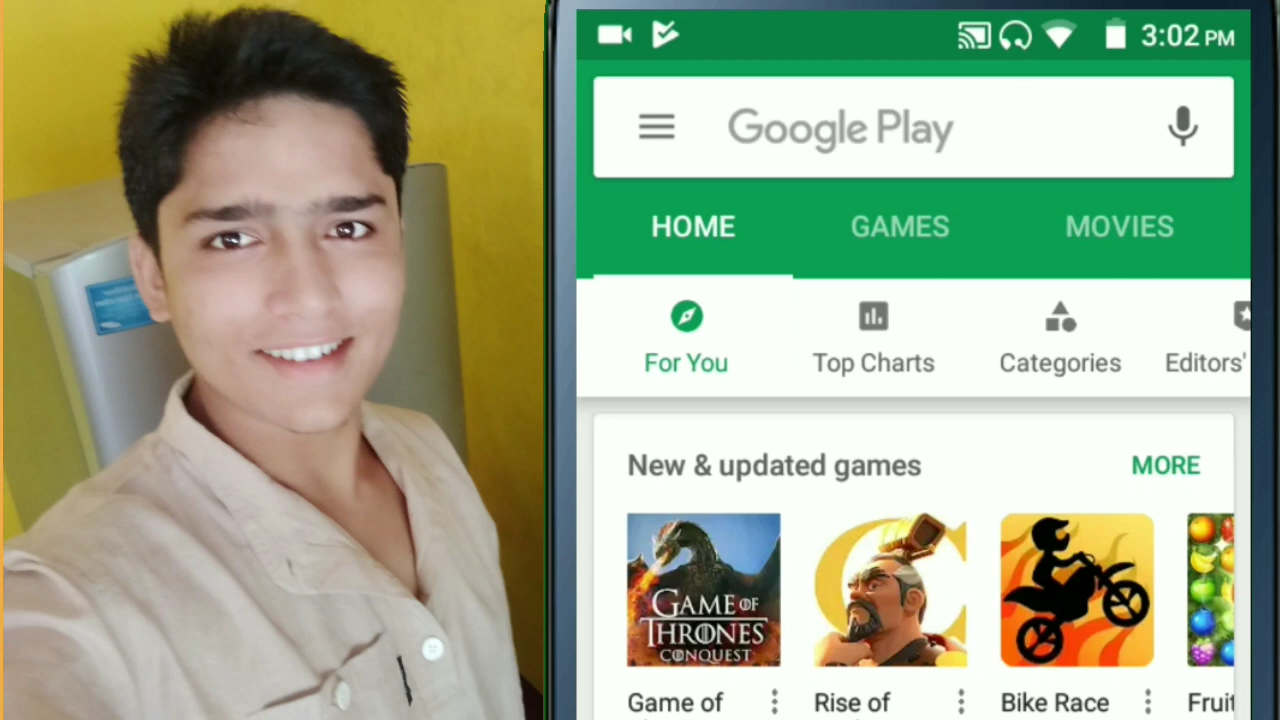 3:02 PM
Google Play
HOME GAMES MOVIES
For You Top Charts Categories Editors'
New & updated games MORE
GAME OF
THRONES
CONQUEST
C
Game of Rise of Bike Race Fruit